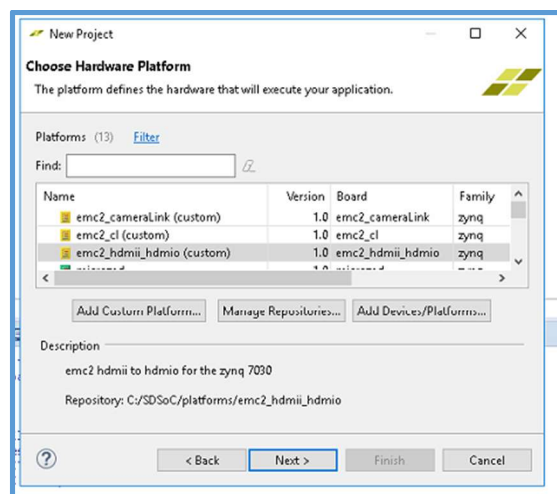 New Project
Choose Hardware Platform
The platform defines the hardware that will execute your application.
Platforms (13) Filter
Find:
Name Version Board Family
emc2_cameraLink (custom) 1.0 emc2_cameraLink zynq
emc2_cl (custom) 1.0 emc2_cl zynq
emc2_hdmii_hdmio (custom) 1.0 emc2_hdmii_hdmio zynq
Add Custom Platform... Manage Repositories... Add Devices/Platforms...
Description
emc2 hdmii to hdmio for the zynq 7030
Repository: C:/SDSoC/platforms/emc2_hdmii_hdmio
< Back Next > Finish Cancel